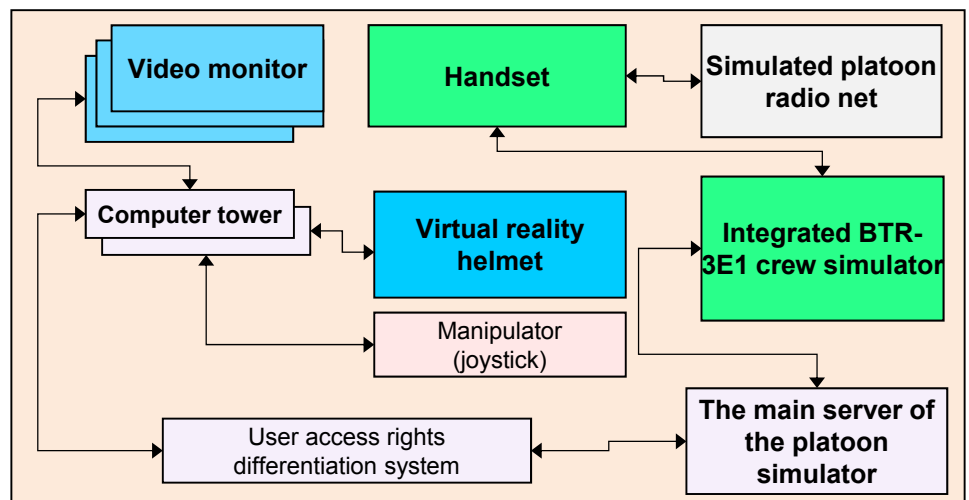 Video monitor
Handset
Simulated platoon
radio net
Computer tower
Virtual reality
helmet
Integrated BTR-
3E1 crew simulator
Manipulator
(joystick)
User access rights
differentiation system
The main server of
the platoon
simulator